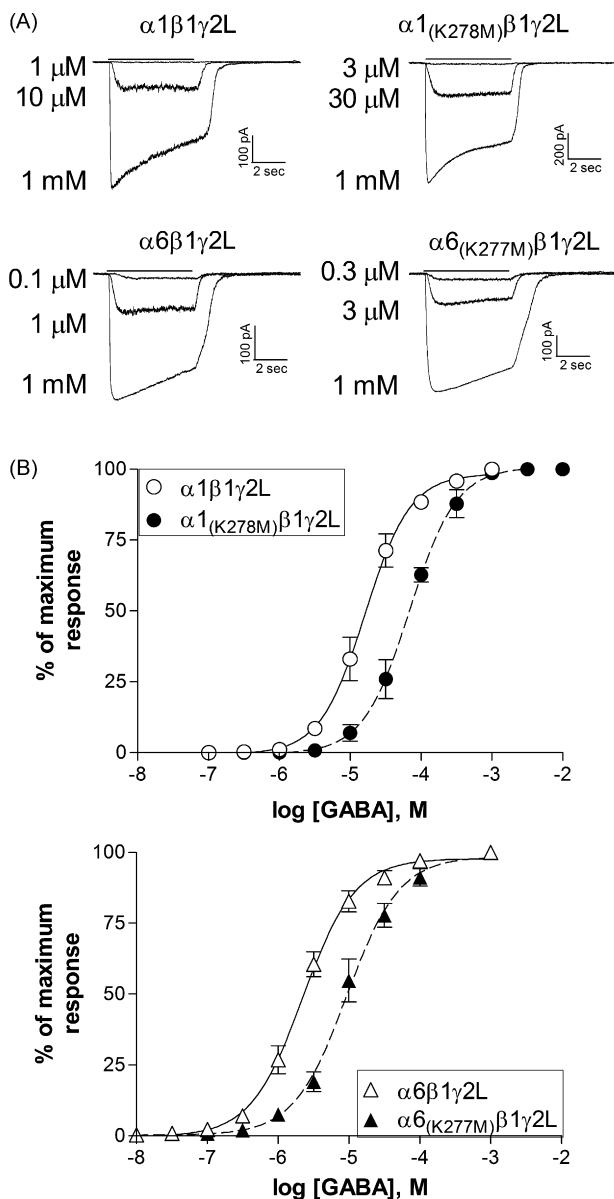 (A)
α1β1γ2L
1 μM
10 μM
1 mM
100 pA
2 sec
α1(K278M)β1γ2L
3 μM
30 μM
1 mM
200 pA
2 sec
α6β1γ2L
0.1 μM
1 μM
1 mM
100 pA
2 sec
α6(K277M)β1γ2L
0.3 μM
3 μM
1 mM
100 pA
2 sec
(B)
% of maximum
response
100
75
50
25
0
α1β1γ2L
α1(K278M)β1γ2L
-8 -7 -6 -5 -4 -3 -2
log [GABA], M
% of maximum
response
100
75
50
25
0
α6β1γ2L
α6(K277M)β1γ2L
-8 -7 -6 -5 -4 -3 -2
log [GABA], M